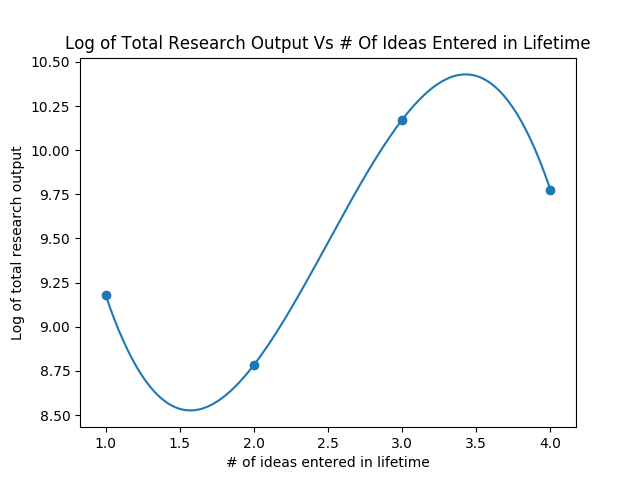 Log of Total Research Output Vs # Of Ideas Entered in Lifetime
10.50
10.25
10.00
9.75
9.50
9.25
9.00
8.75
8.50
Log of total research output
1.0 1.5 2.0 2.5 3.0 3.5 4.0
# of ideas entered in lifetime